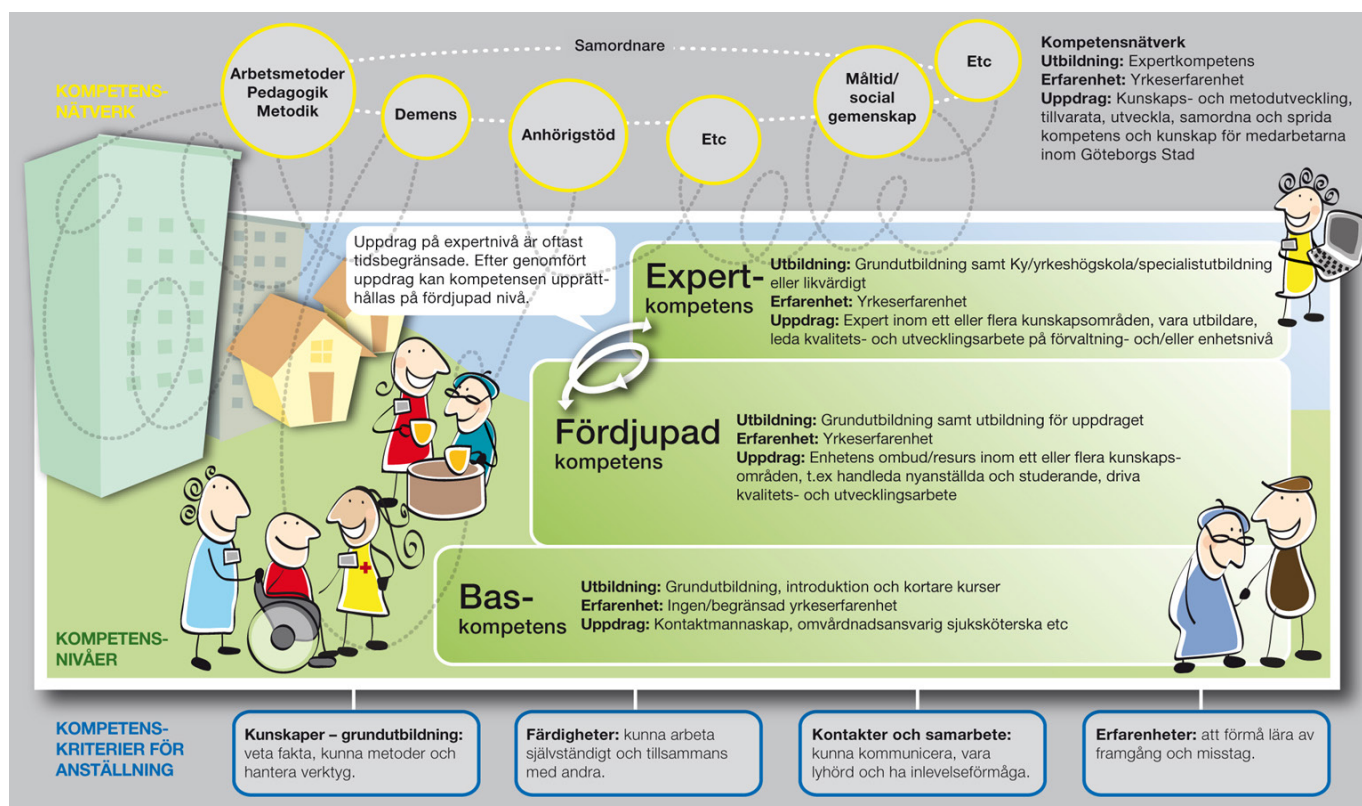 Samordnare
KOMPETENS-
NÄTVERK
Arbetsmetoder
Pedagogik
Metodik
Demens
Anhörigstöd
Etc
Måltid/
social
gemenskap
Etc
Kompetensnätverk
Utbildning: Expertkompetens
Erfarenhet: Yrkeserfarenhet
Uppdrag: Kunskaps- och metodutveckling,
tillvarata, utveckla, samordna och sprida
kompetens och kunskap för medarbetarna
inom Göteborgs Stad
Uppdrag på expertnivå är oftast
tidsbegränsade. Efter genomfört
uppdrag kan kompetensen upprätt-
hållas på fördjupad nivå.
Expert-
kompetens
Utbildning: Grundutbildning samt Ky/yrkeshögskola/specialistutbildning
eller likvärdigt
Erfarenhet: Yrkeserfarenhet
Uppdrag: Expert inom ett eller flera kunskapsområden, vara utbildare,
leda kvalitets- och utvecklingsarbete på förvaltning- och/eller enhetsnivå
Fördjupad
kompetens
Utbildning: Grundutbildning samt utbildning för uppdraget
Erfarenhet: Yrkeserfarenhet
Uppdrag: Enhetens ombud/resurs inom ett eller flera kunskaps-
områden, t.ex handleda nyanställda och studerande, driva
kvalitets- och utvecklingsarbete
Bas-
kompetens
Utbildning: Grundutbildning, introduktion och kortare kurser
Erfarenhet: Ingen/begränsad yrkeserfarenhet
Uppdrag: Kontaktmannaskap, omvårdnadsansvarig sjuksköterska etc
KOMPETENS-
NIVÅER
KOMPETENS-
KRITERIER FÖR
ANSTÄLLNING
Kunskaper – grundutbildning:
veta fakta, kunna metoder och
hantera verktyg.
Färdigheter: kunna arbeta
självständigt och tillsammans
med andra.
Kontakter och samarbete:
kunna kommunicera, vara
lyhörd och ha inlevelseförmåga.
Erfarenheter: att förmå lära av
framgång och misstag.